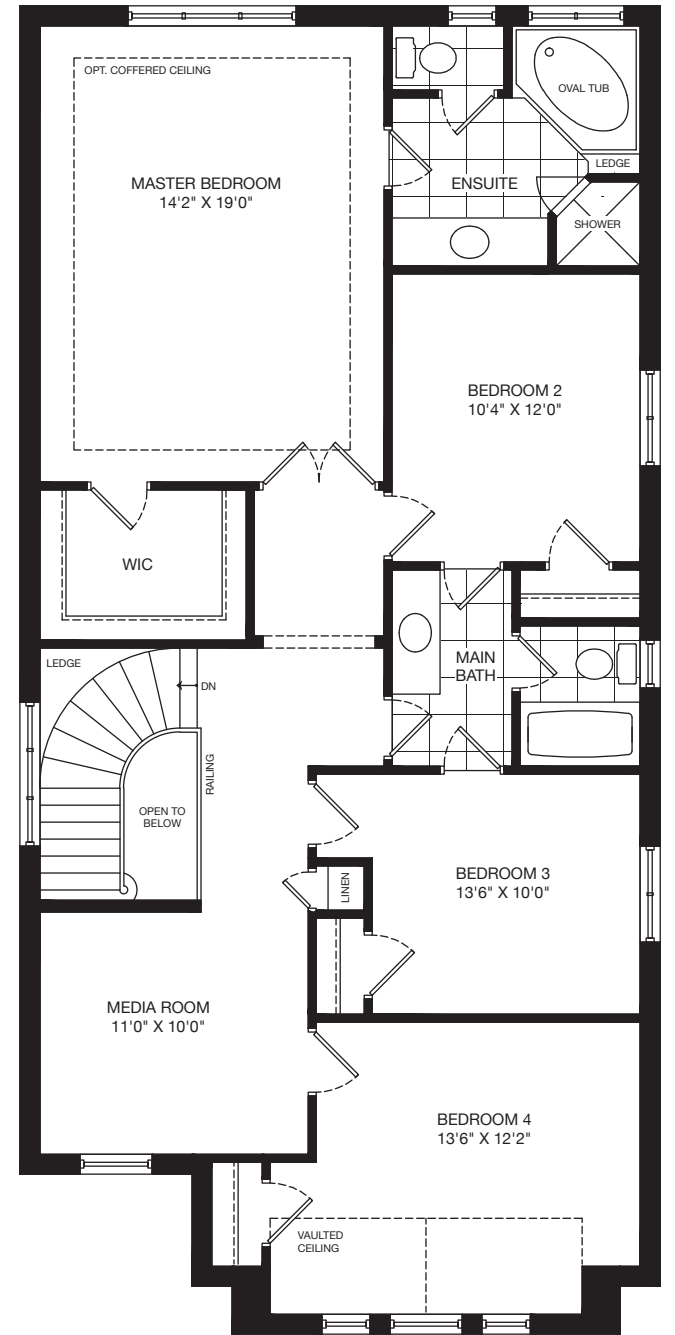 OPT. COFFERED CEILING
OVAL TUB
LEDGE
MASTER BEDROOM
14'2" X 19'0"
ENSUITE
SHOWER
BEDROOM 2
10'4" X 12'0"
WIC
MAIN
BATH
LEDGE
DN
RAILING
OPEN TO
BELOW
LINEN
BEDROOM 3
13'6" X 10'0"
MEDIA ROOM
11'0" X 10'0"
BEDROOM 4
13'6" X 12'2"
VAULTED
CEILING